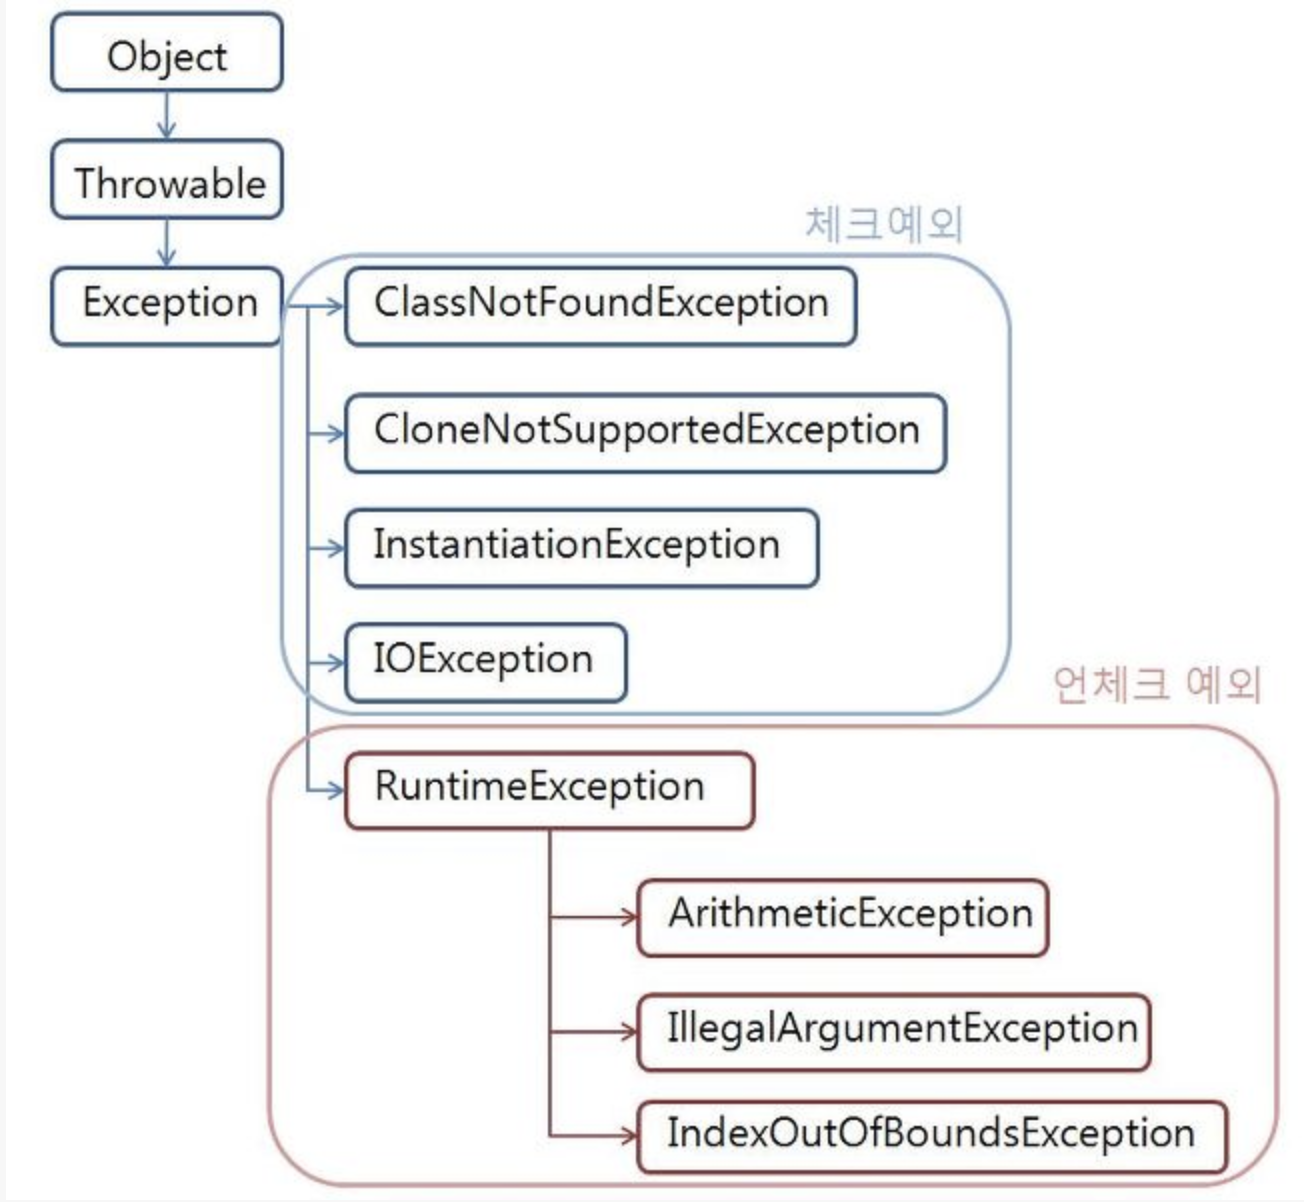 Object
Throwable
체크예외
Exception
ClassNotFoundException
CloneNotSupportedException
InstantiationException
IOException
언체크 예외
RuntimeException
ArithmeticException
IllegalArgumentException
IndexOutOfBoundsException